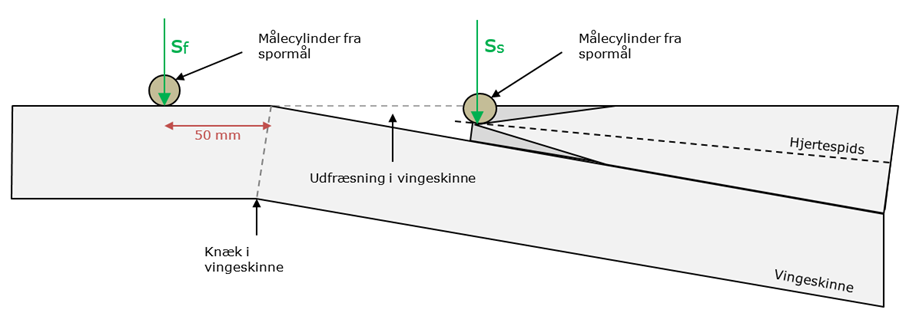 Sf
Målecylinder fra
spormål
Ss
Målecylinder fra
spormål
50 mm
Hjertespids
Udfræsning i vingeskinne
Knæk i
vingeskinne
Vingeskinne